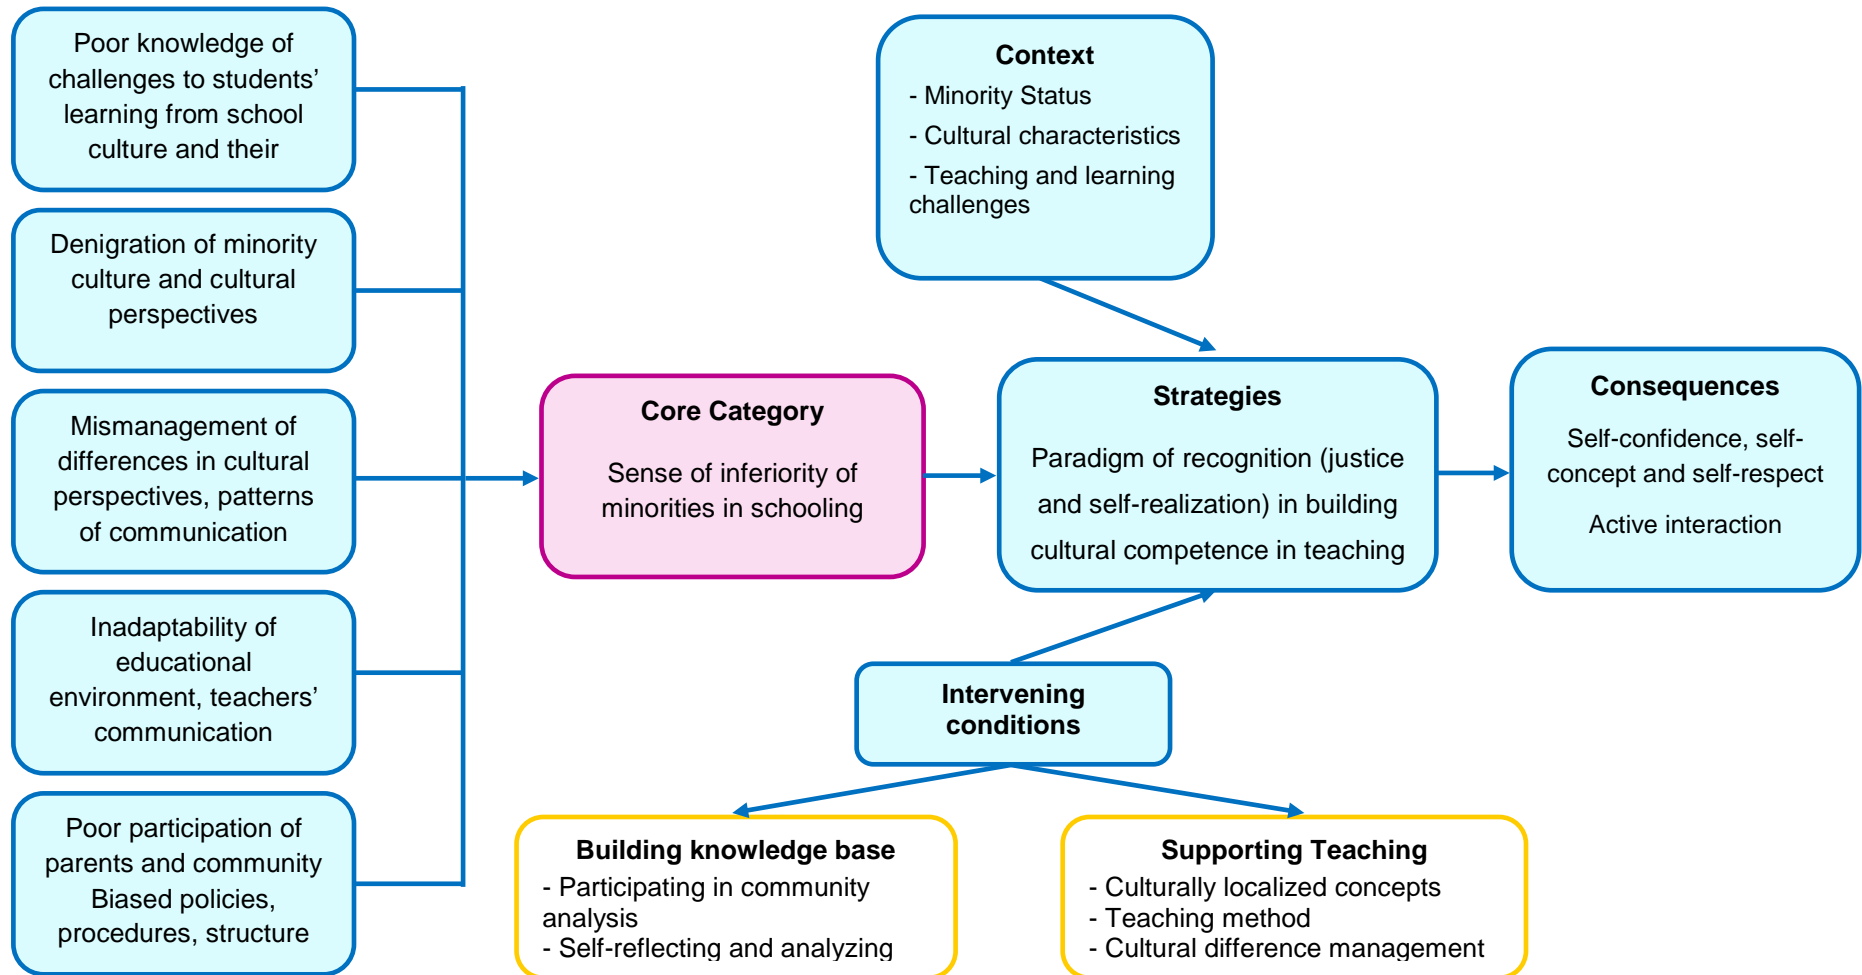 Poor knowledge of
challenges to students’
learning from school
culture and their
Denigration of minority
culture and cultural
perspectives
Mismanagement of
differences in cultural
perspectives, patterns
of communication
Inadaptability of
educational
environment, teachers’
communication
Poor participation of
parents and community
Biased policies,
procedures, structure
Core Category
Sense of inferiority of
minorities in schooling
Context
- Minority Status
- Cultural characteristics
- Teaching and learning
challenges
Strategies
Paradigm of recognition (justice
and self-realization) in building
cultural competence in teaching
Consequences
Self-confidence, self-
concept and self-respect
Active interaction
Intervening
conditions
Building knowledge base
- Participating in community
analysis
- Self-reflecting and analyzing
Supporting Teaching
- Culturally localized concepts
- Teaching method
- Cultural difference management